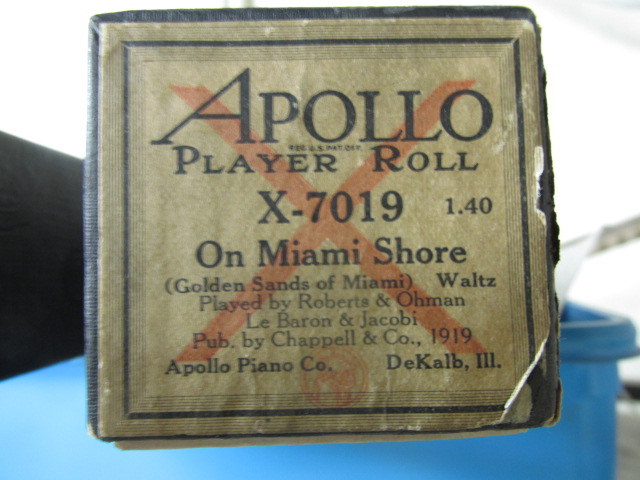 APOLLO
REG. U.S. PAT. OFF.
PLAYER ROLL
X-7019 1.40
On Miami Shore
(Golden Sands of Miami) Waltz
Played by Roberts & Ohman
Le Baron & Jacobi
Pub. by Chappell & Co., 1919
Apollo Piano Co. DeKalb, Ill.